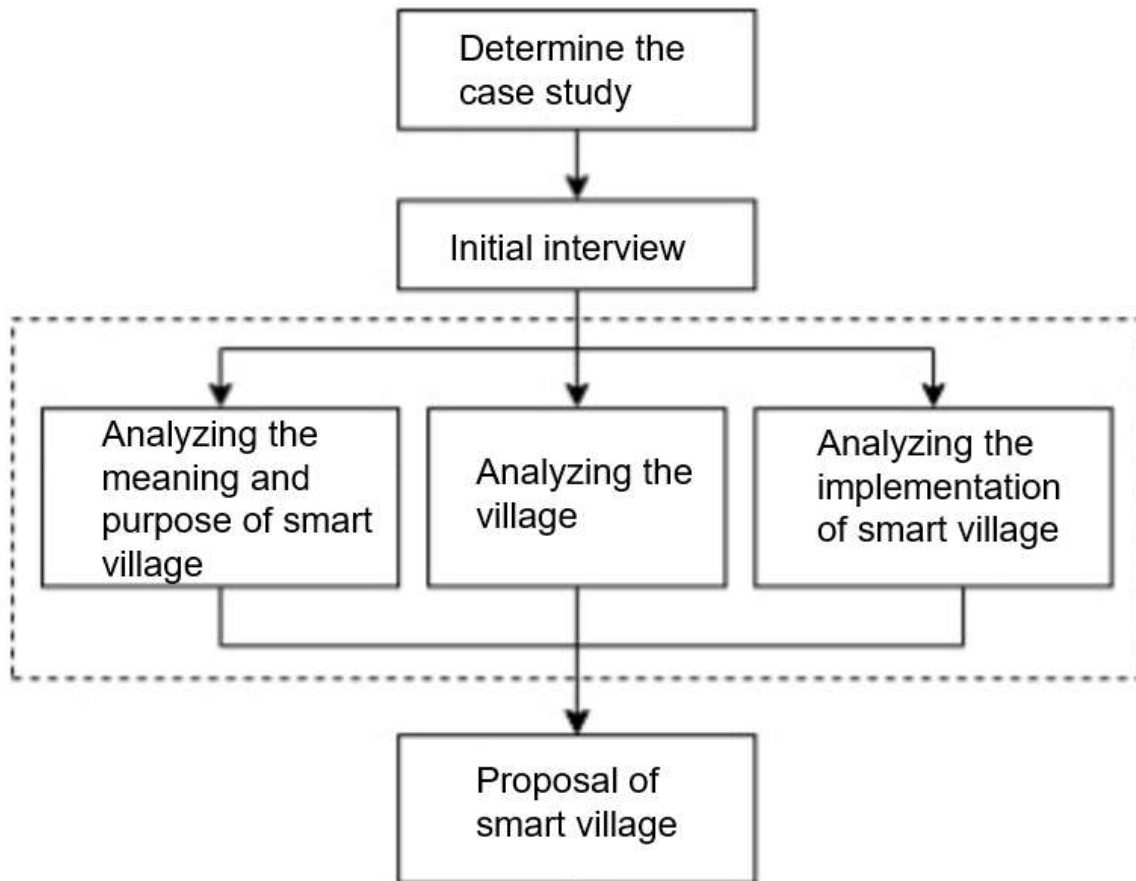 Determine the
case study
Initial interview
Analyzing the
meaning and
purpose of smart
village
Analyzing the
village
Analyzing the
implementation
of smart village
Proposal of
smart village